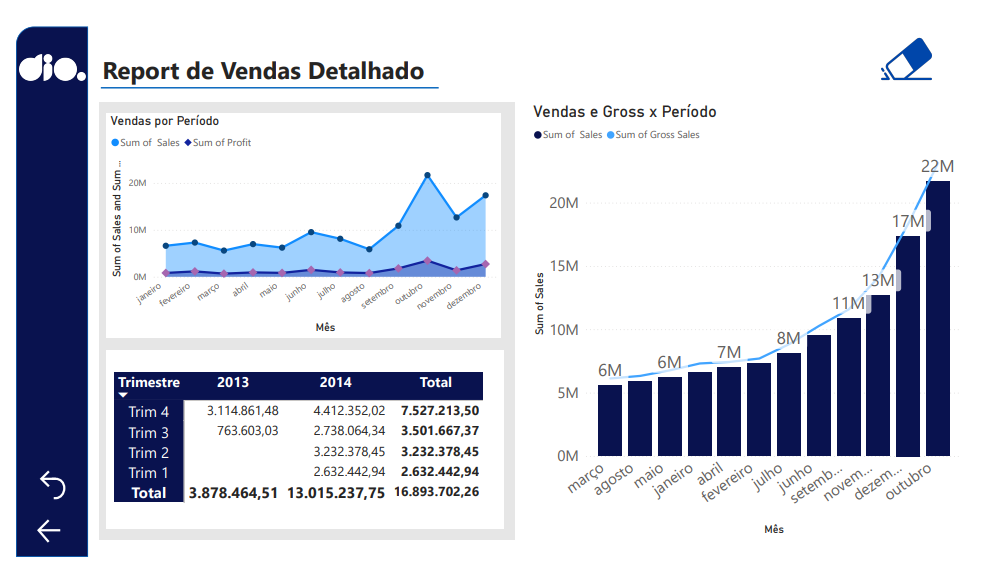 dio.
Report de Vendas Detalhado
Vendas por Período
Sum of Sales Sum of Profit
Sum of Sales and Sum ...
20M
10M
0M
janeiro
fevereiro
março
abril
maio
junho
julho
agosto
setembro
outubro
novembro
dezembro
Mês
Trimestre 2013 2014 Total
Trim 4 3.114.861,48 4.412.352,02 7.527.213,50
Trim 3 763.603,03 2.738.064,34 3.501.667,37
Trim 2 3.232.378,45 3.232.378,45
Trim 1 2.632.442,94 2.632.442,94
Total 3.878.464,51 13.015.237,75 16.893.702,26
Vendas e Gross x Período
Sum of Sales Sum of Gross Sales
Sum of Sales
20M
15M
10M
5M
0M
6M
6M
7M
8M
11M
13M
17M
22M
março
agosto
maio
janeiro
abril
fevereiro
julho
junho
setemb...
novem...
dezem...
outubro
Mês